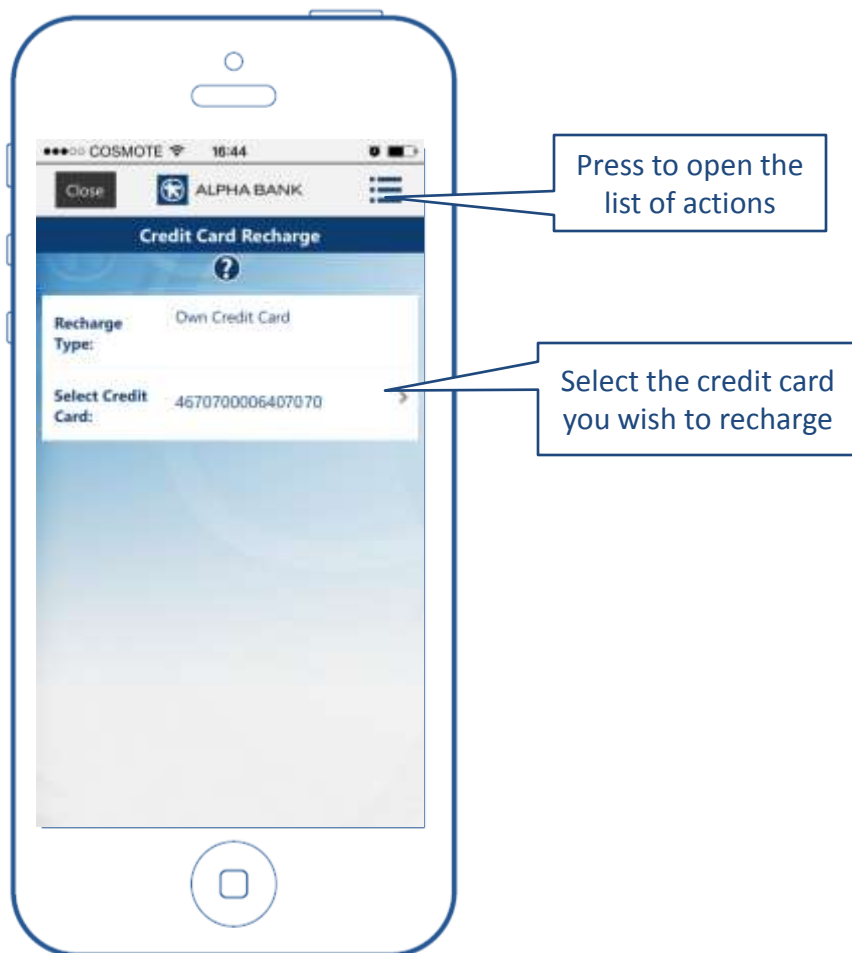 COSMOTE 16:44
Close ALPHA BANK
Press to open the
list of actions
Credit Card Recharge
?
Recharge Type: Own Credit Card
Select Credit Card: 4670700006407070
Select the credit card
you wish to recharge